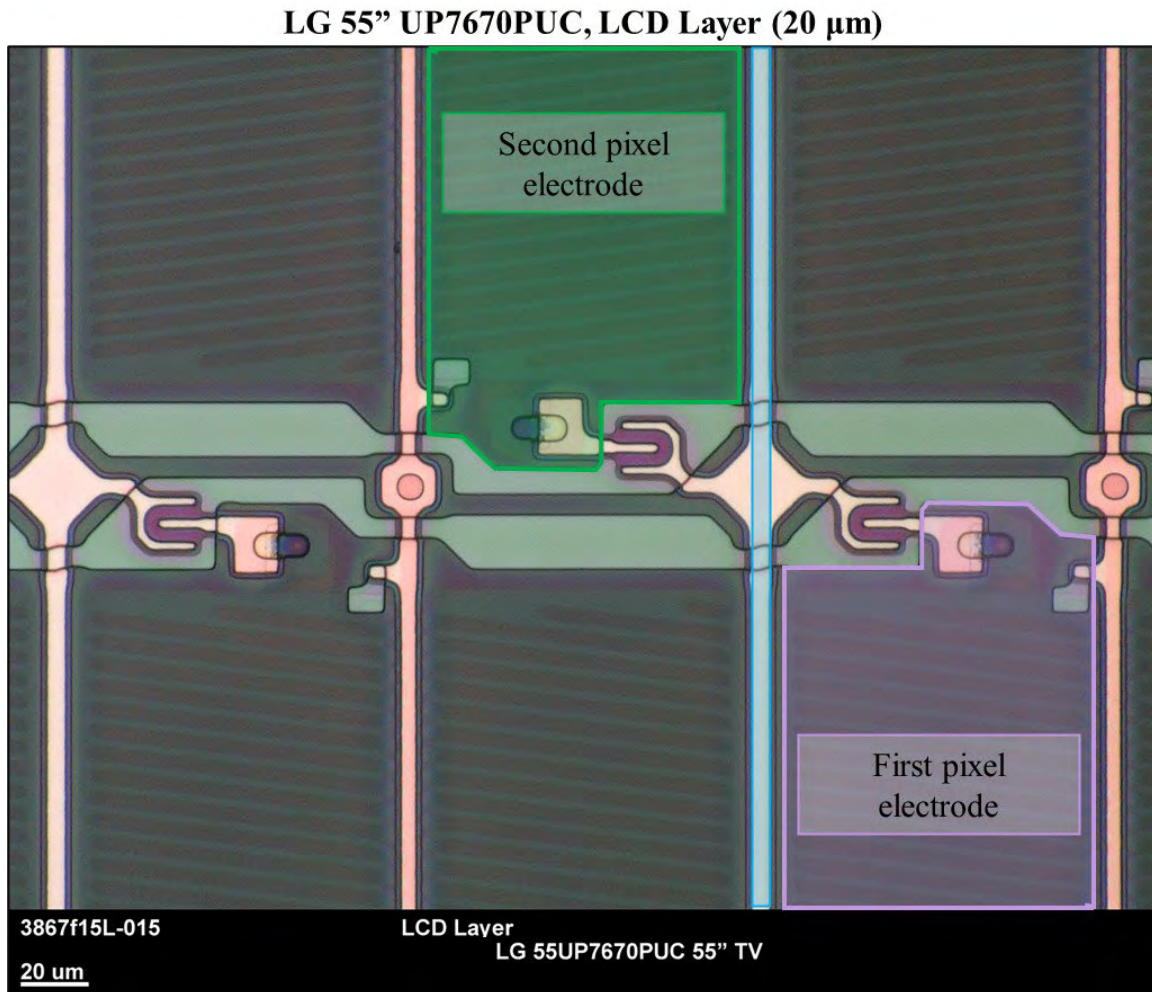 LG 55” UP7670PUC, LCD Layer (20 μm)
Second pixel
electrode
First pixel
electrode
3867f15L-015
LCD Layer
LG 55UP7670PUC 55” TV
20 um